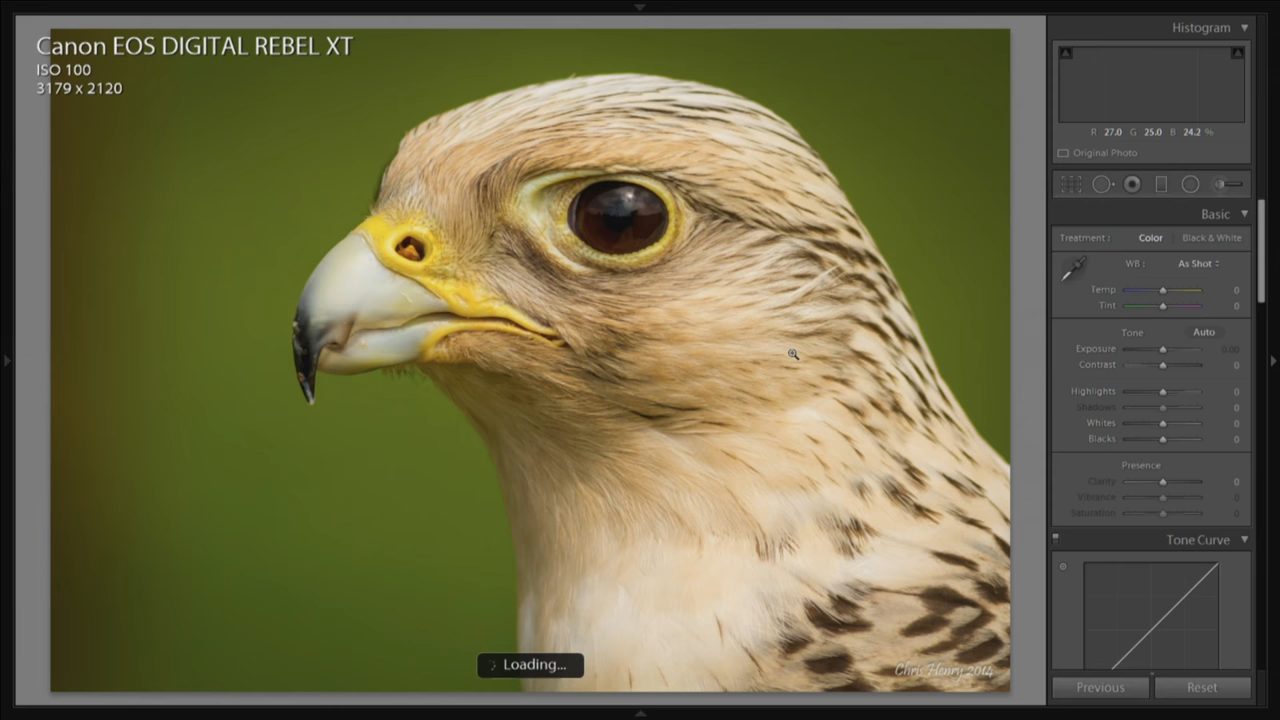 Canon EOS DIGITAL REBEL XT
ISO 100
3179 x 2120
Histogram
R 27.0 G 25.0 B 24.2 %
Original Photo
Basic
Treatment : Color Black & White
WB : As Shot
Temp 0
Tint 0
Tone Auto
Exposure 0.00
Contrast 0
Highlights 0
Shadows 0
Whites 0
Blacks 0
Presence
Clarity 0
Vibrance 0
Saturation 0
Tone Curve
Loading...
Chris Henry 2014
Previous Reset